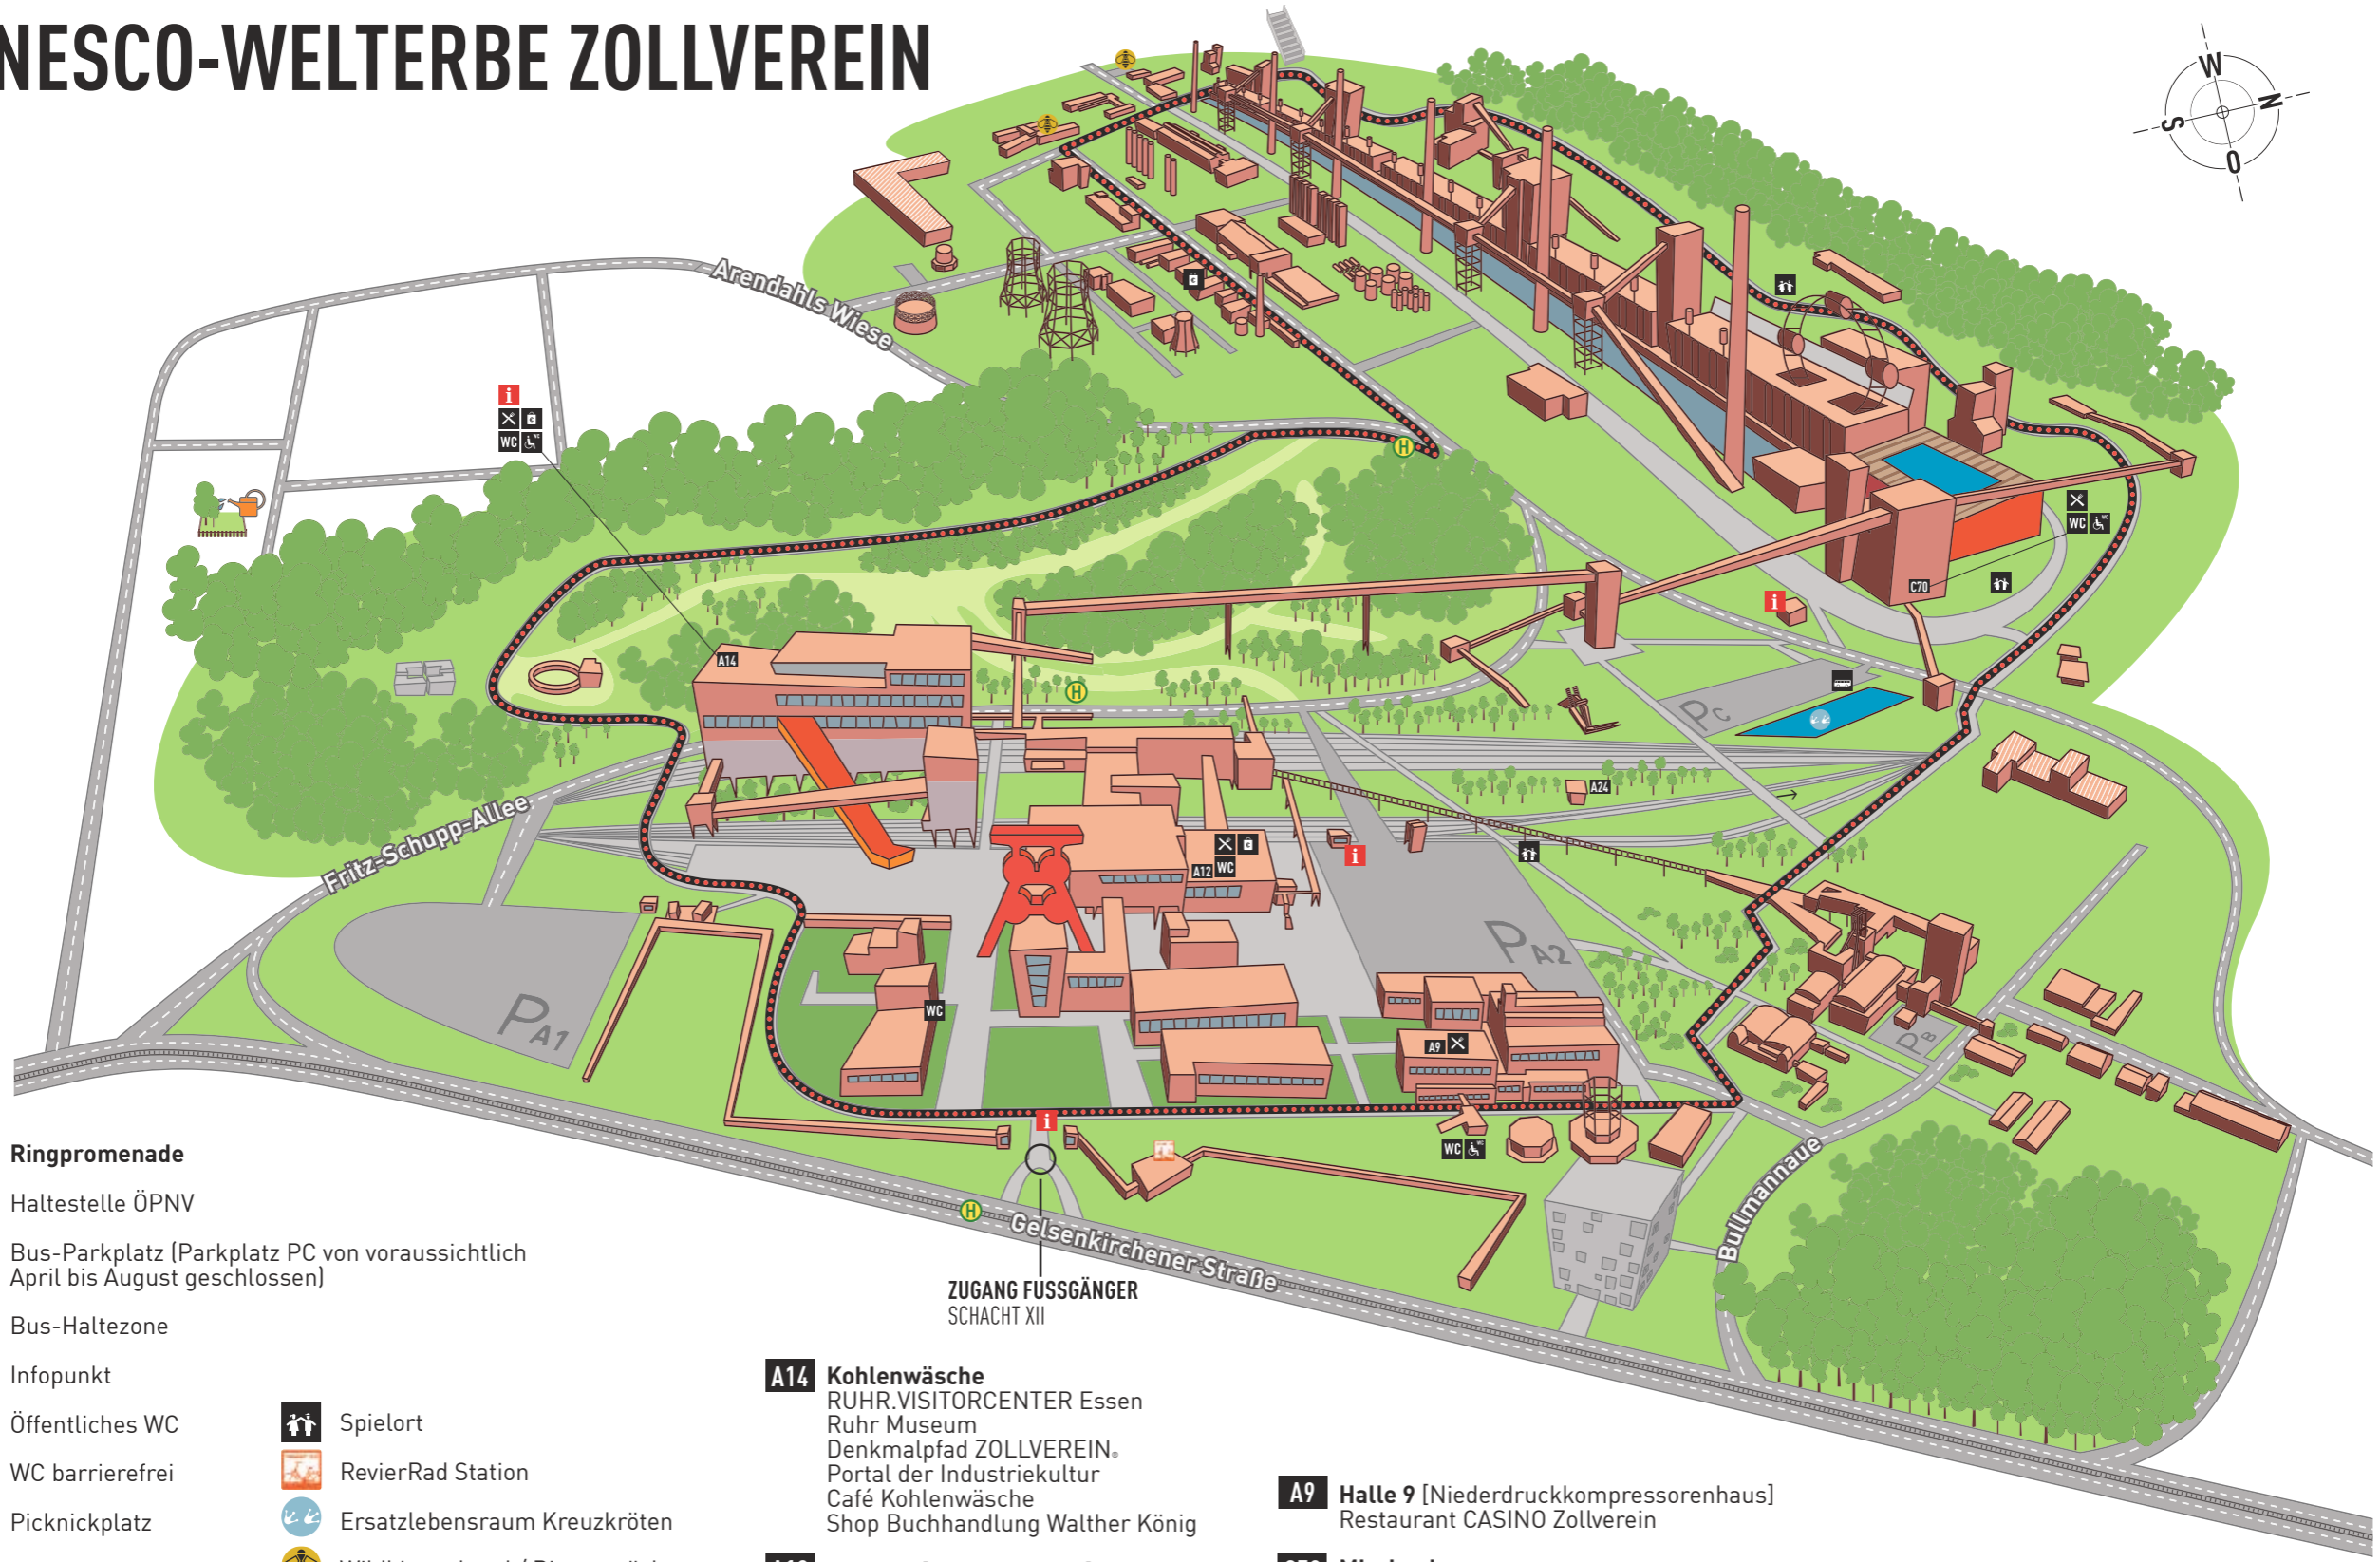 NESCO-WELTERBE ZOLLVEREIN
W
N
S
O
Arendahls Wiese
i
WC
A14
H
C70
WC
i
H
PC
A24
Fritz-Schupp-Allee
A12 WC
i
PA2
PA1
WC
A9
PB
i
WC
H
Gelsenkirchener Straße
Bullmannaue
ZUGANG FUSSGÄNGER
SCHACHT XII
Ringpromenade
Haltestelle ÖPNV
Bus-Parkplatz (Parkplatz PC von voraussichtlich
April bis August geschlossen)
Bus-Haltezone
Infopunkt
Öffentliches WC
WC barrierefrei
Picknickplatz
Spielort
RevierRad Station
Ersatzlebensraum Kreuzkröten
A14 Kohlenwäsche
RUHR.VISITORCENTER Essen
Ruhr Museum
Denkmalpfad ZOLLVEREIN®
Portal der Industriekultur
Café Kohlenwäsche
Shop Buchhandlung Walther König
A9 Halle 9 [Niederdruckkompressorenhaus]
Restaurant CASINO Zollverein